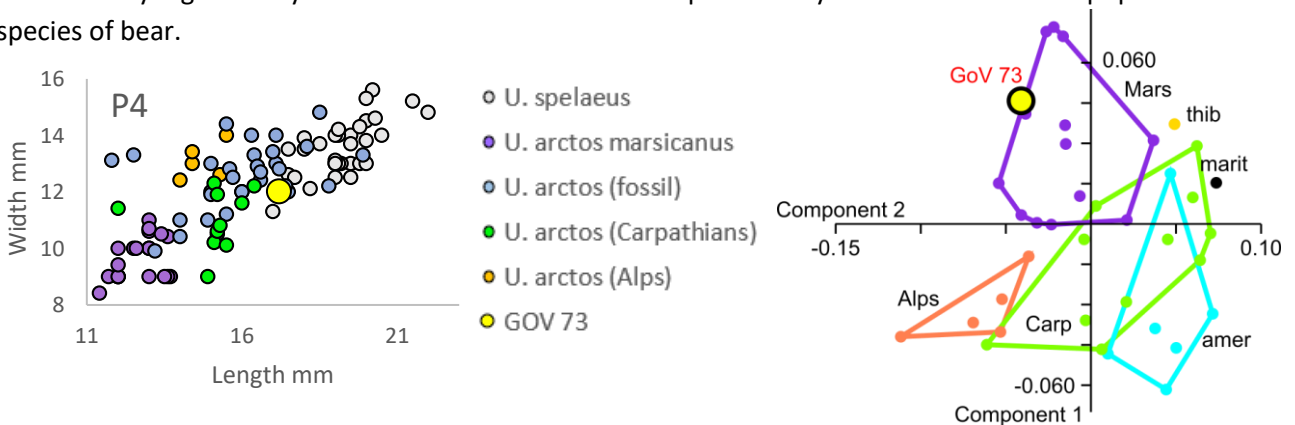 species of bear.
16
14
12
10
8
Width mm
P4
11
16
21
Length mm
U. spelaeus
U. arctos marsicanus
U. arctos (fossil)
U. arctos (Carpathians)
U. arctos (Alps)
GOV 73
GoV 73
0.060
Mars
thib
marit
Component 2
-0.15
0.10
Alps
Carp
amer
-0.060
Component 1